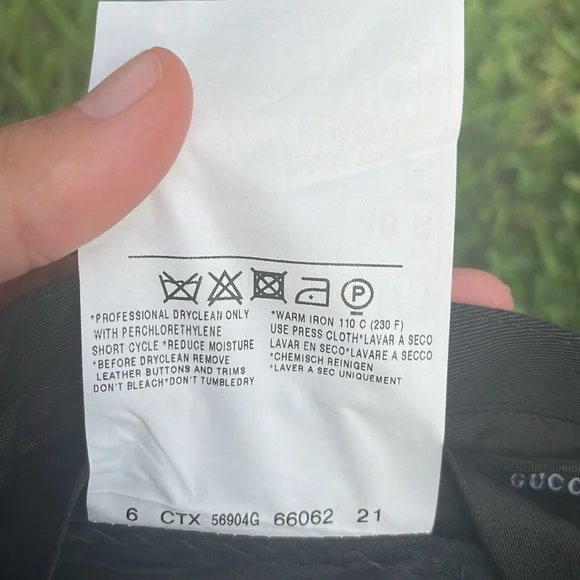 P
*PROFESSIONAL DRYCLEAN ONLY
WITH PERCHLORETHYLENE
SHORT CYCLE *REDUCE MOISTURE
*BEFORE DRYCLEAN REMOVE
LEATHER BUTTONS AND TRIMS
DON'T BLEACH*DON'T TUMBLEDRY
*WARM IRON 110 C (230 F)
USE PRESS CLOTH*LAVAR A SECO
LAVAR EN SECO*LAVARE A SECCO
*CHEMISCH REINIGEN
*LAVER A SEC UNIQUEMENT
GUCC
6 CTX 56904G 66062 21